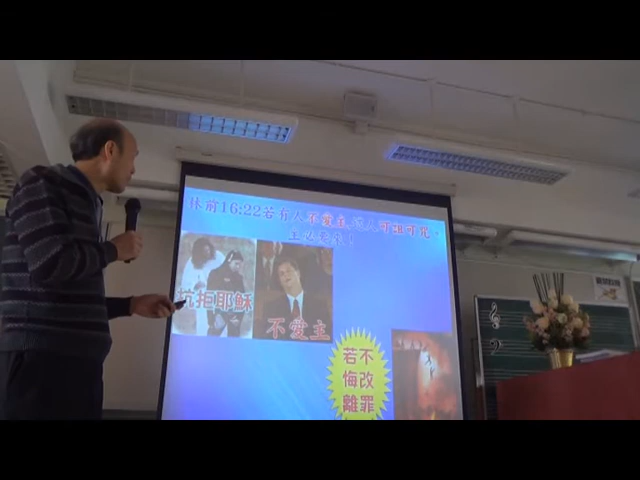 林前16:22若有人不愛主,這人可詛可咒。
主必要來!
抗拒耶穌
不愛主
若不
悔改
離罪